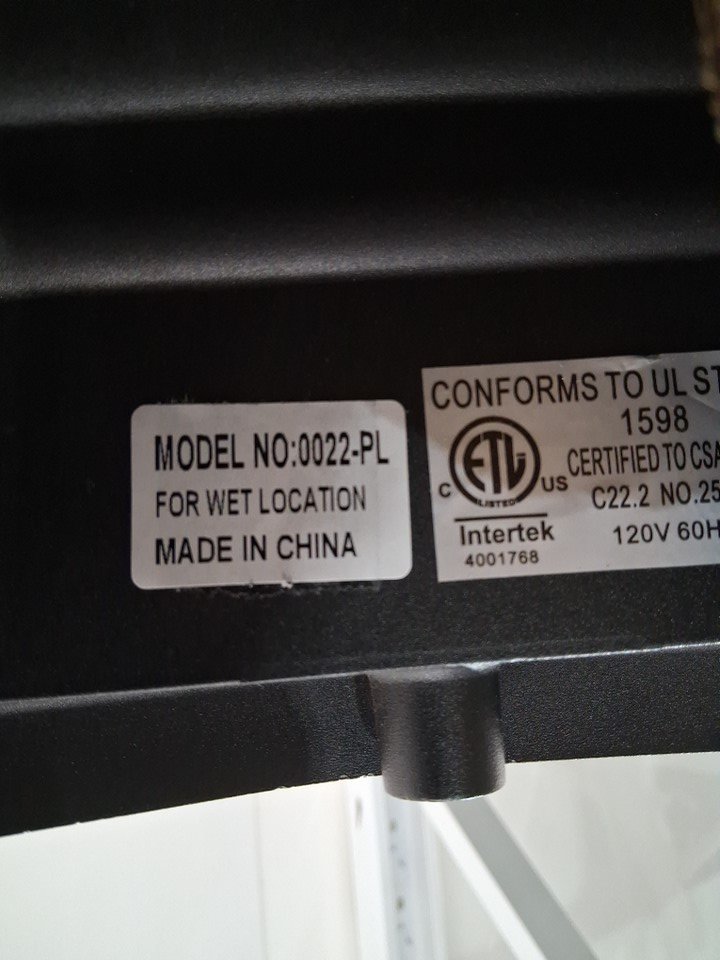 MODEL NO:0022-PL
FOR WET LOCATION
MADE IN CHINA
CONFORMS TO UL
1598
ETL
LISTED
C US
CERTIFIED TO
C22.2 NO.
Intertek
4001768
120V